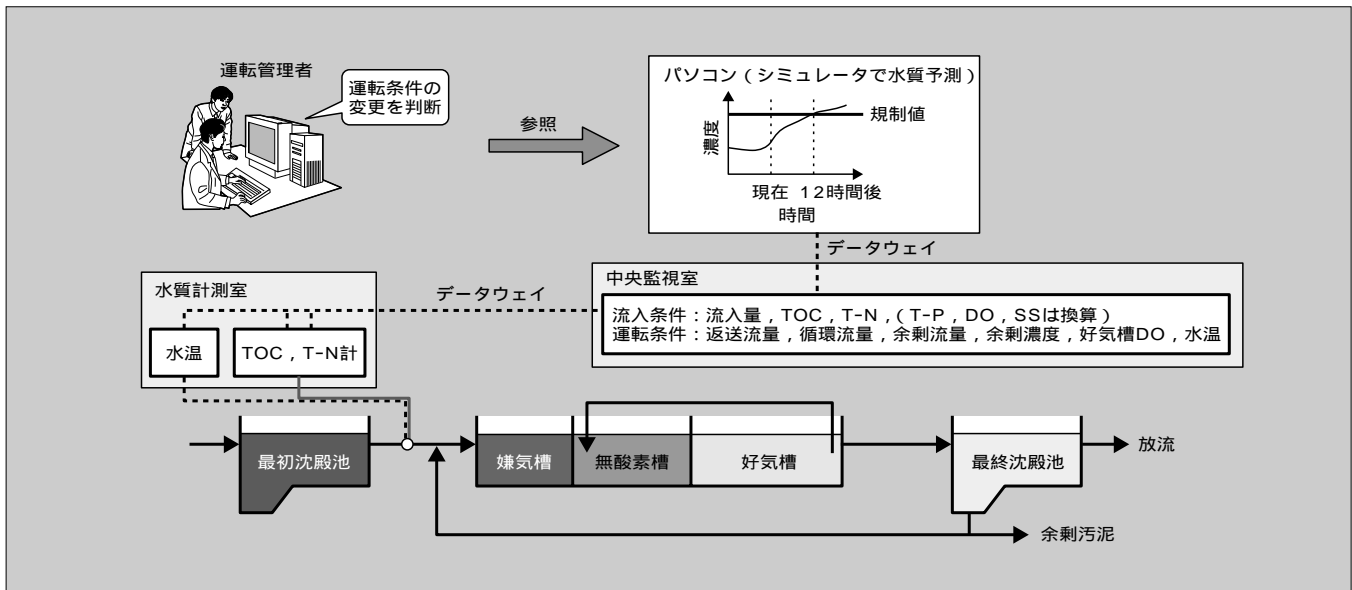 運転管理者
運転条件の
変更を判断
参照
パソコン(シミュレータで水質予測)
濃度
規制値
現在 12時間後
時間
データウェイ
中央監視室
流入条件:流入量,TOC,T-N,(T-P,DO,SSは換算)
運転条件:返送流量,循環流量,余剰流量,余剰濃度,好気槽DO,水温
データウェイ
水質計測室
水温
TOC,T-N計
最初沈殿池
嫌気槽
無酸素槽
好気槽
最終沈殿池
放流
余剰汚泥